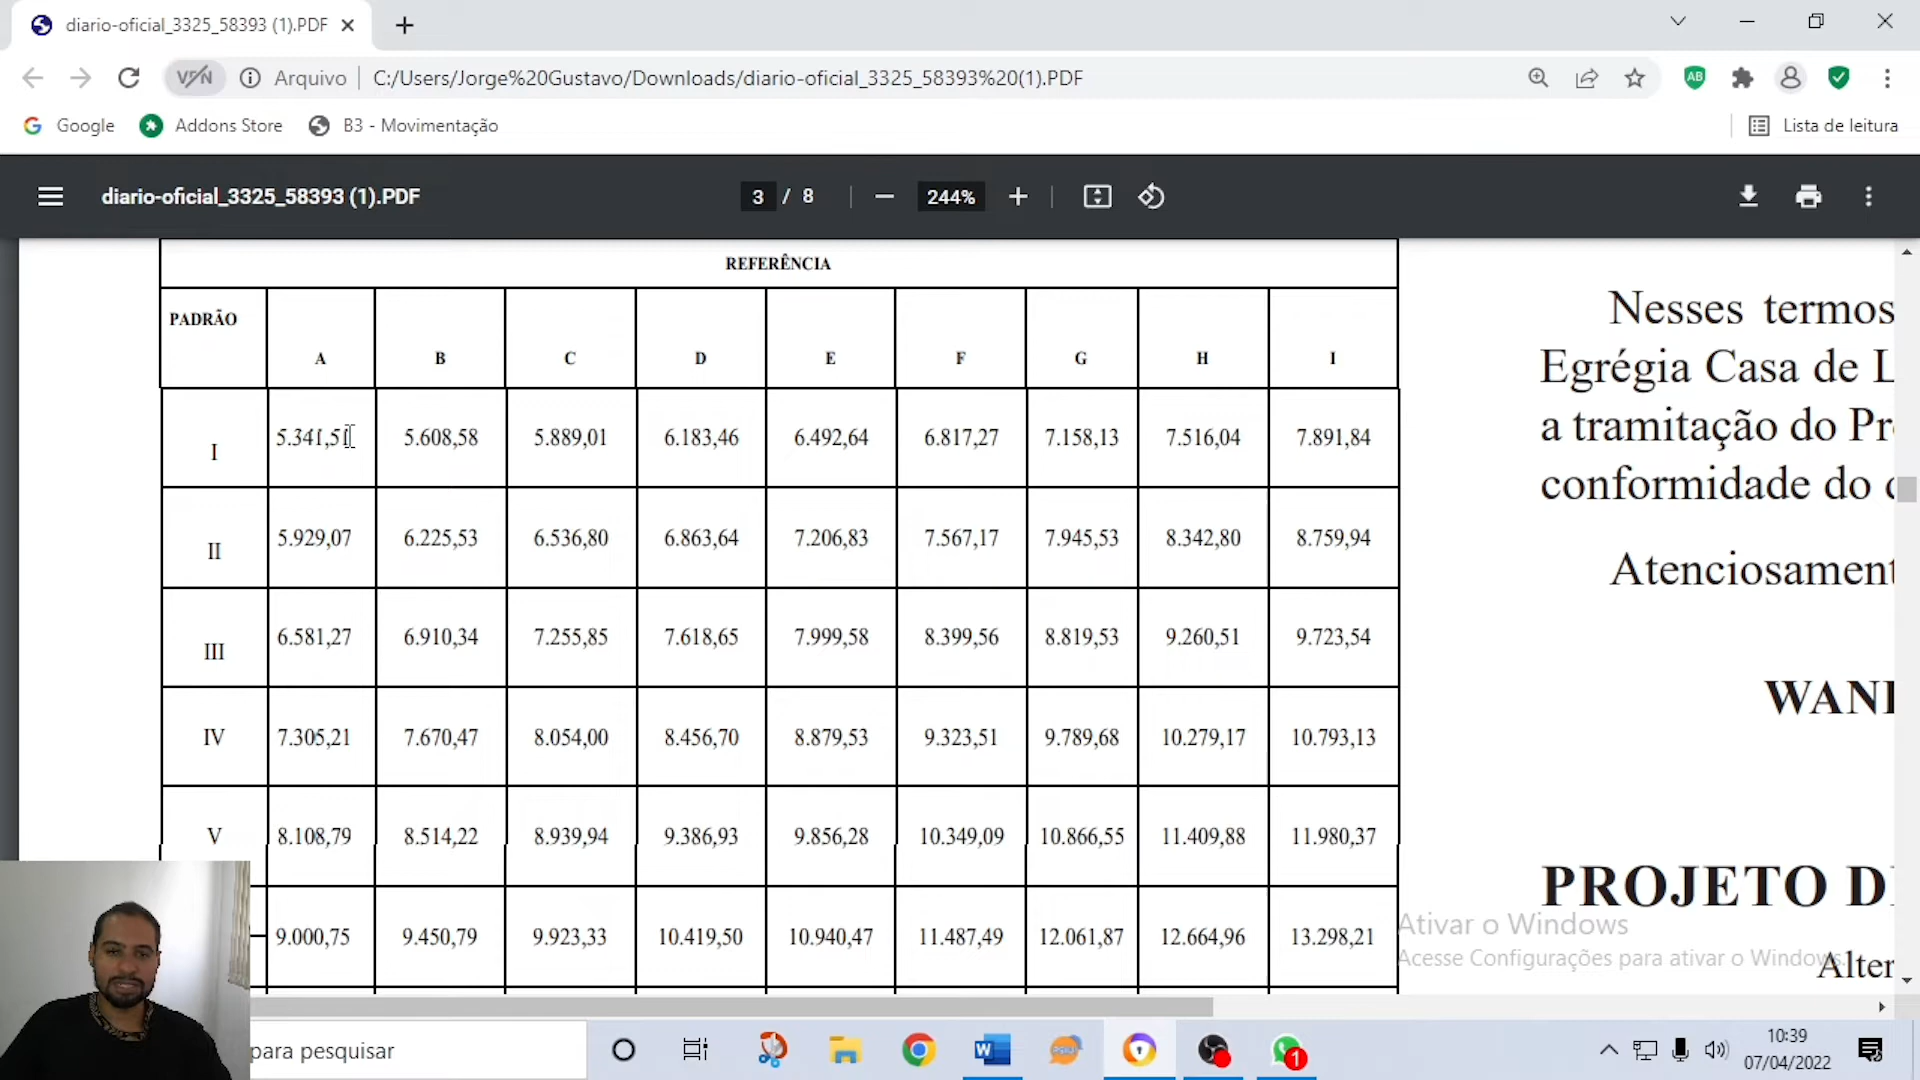 diario-oficial_3325_58393 (1).PDF
VPN Arquivo C:/Users/Jorge%20Gustavo/Downloads/diario-oficial_3325_58393%20(1).PDF AB
Google Addons Store B3 - Movimentação Lista de leitura
diario-oficial_3325_58393 (1).PDF 3 / 8 244%
REFERÊNCIA
PADRÃO A B C D E F G H I
I 5.341,51 5.608,58 5.889,01 6.183,46 6.492,64 6.817,27 7.158,13 7.516,04 7.891,84
II 5.929,07 6.225,53 6.536,80 6.863,64 7.206,83 7.567,17 7.945,53 8.342,80 8.759,94
III 6.581,27 6.910,34 7.255,85 7.618,65 7.999,58 8.399,56 8.819,53 9.260,51 9.723,54
IV 7.305,21 7.670,47 8.054,00 8.456,70 8.879,53 9.323,51 9.789,68 10.279,17 10.793,13
V 8.108,79 8.514,22 8.939,94 9.386,93 9.856,28 10.349,09 10.866,55 11.409,88 11.980,37
9.000,75 9.450,79 9.923,33 10.419,50 10.940,47 11.487,49 12.061,87 12.664,96 13.298,21
Nesses termos
Egrégia Casa de L
a tramitação do Pr
conformidade do
Atenciosament
WAN
PROJETO D
Alter
Ativar o Windows
Acesse Configurações para ativar o Windows.
para pesquisar
W
1
10:39
07/04/2022